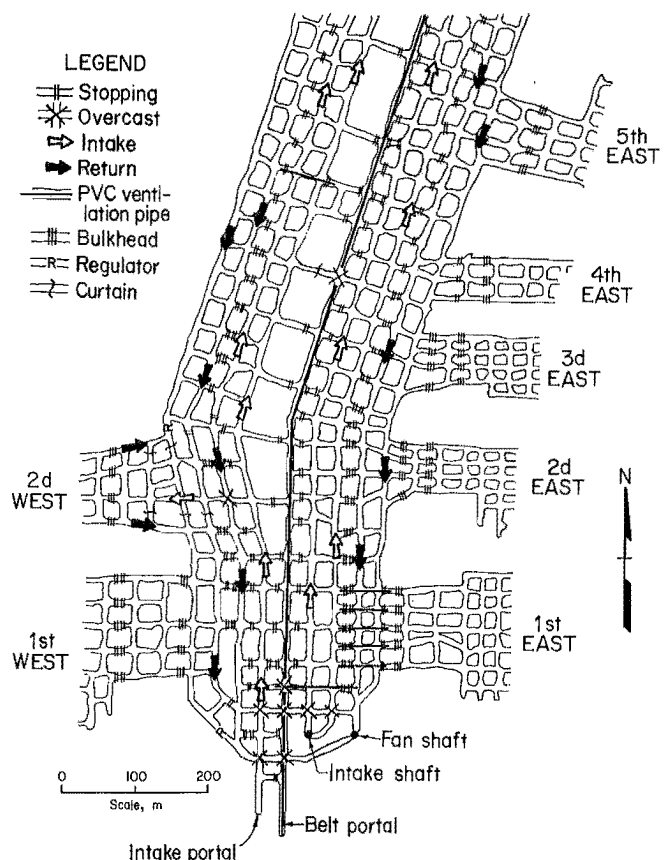 LEGEND
Stopping
Overcast
Intake
Return
PVC venti-
lation pipe
Bulkhead
R Regulator
Curtain
5th
EAST
4th
EAST
3d
EAST
2d
WEST
2d
EAST
N
1st
WEST
1st
EAST
Fan shaft
Intake shaft
0 100 200
Scale, m
Belt portal
Intake portal